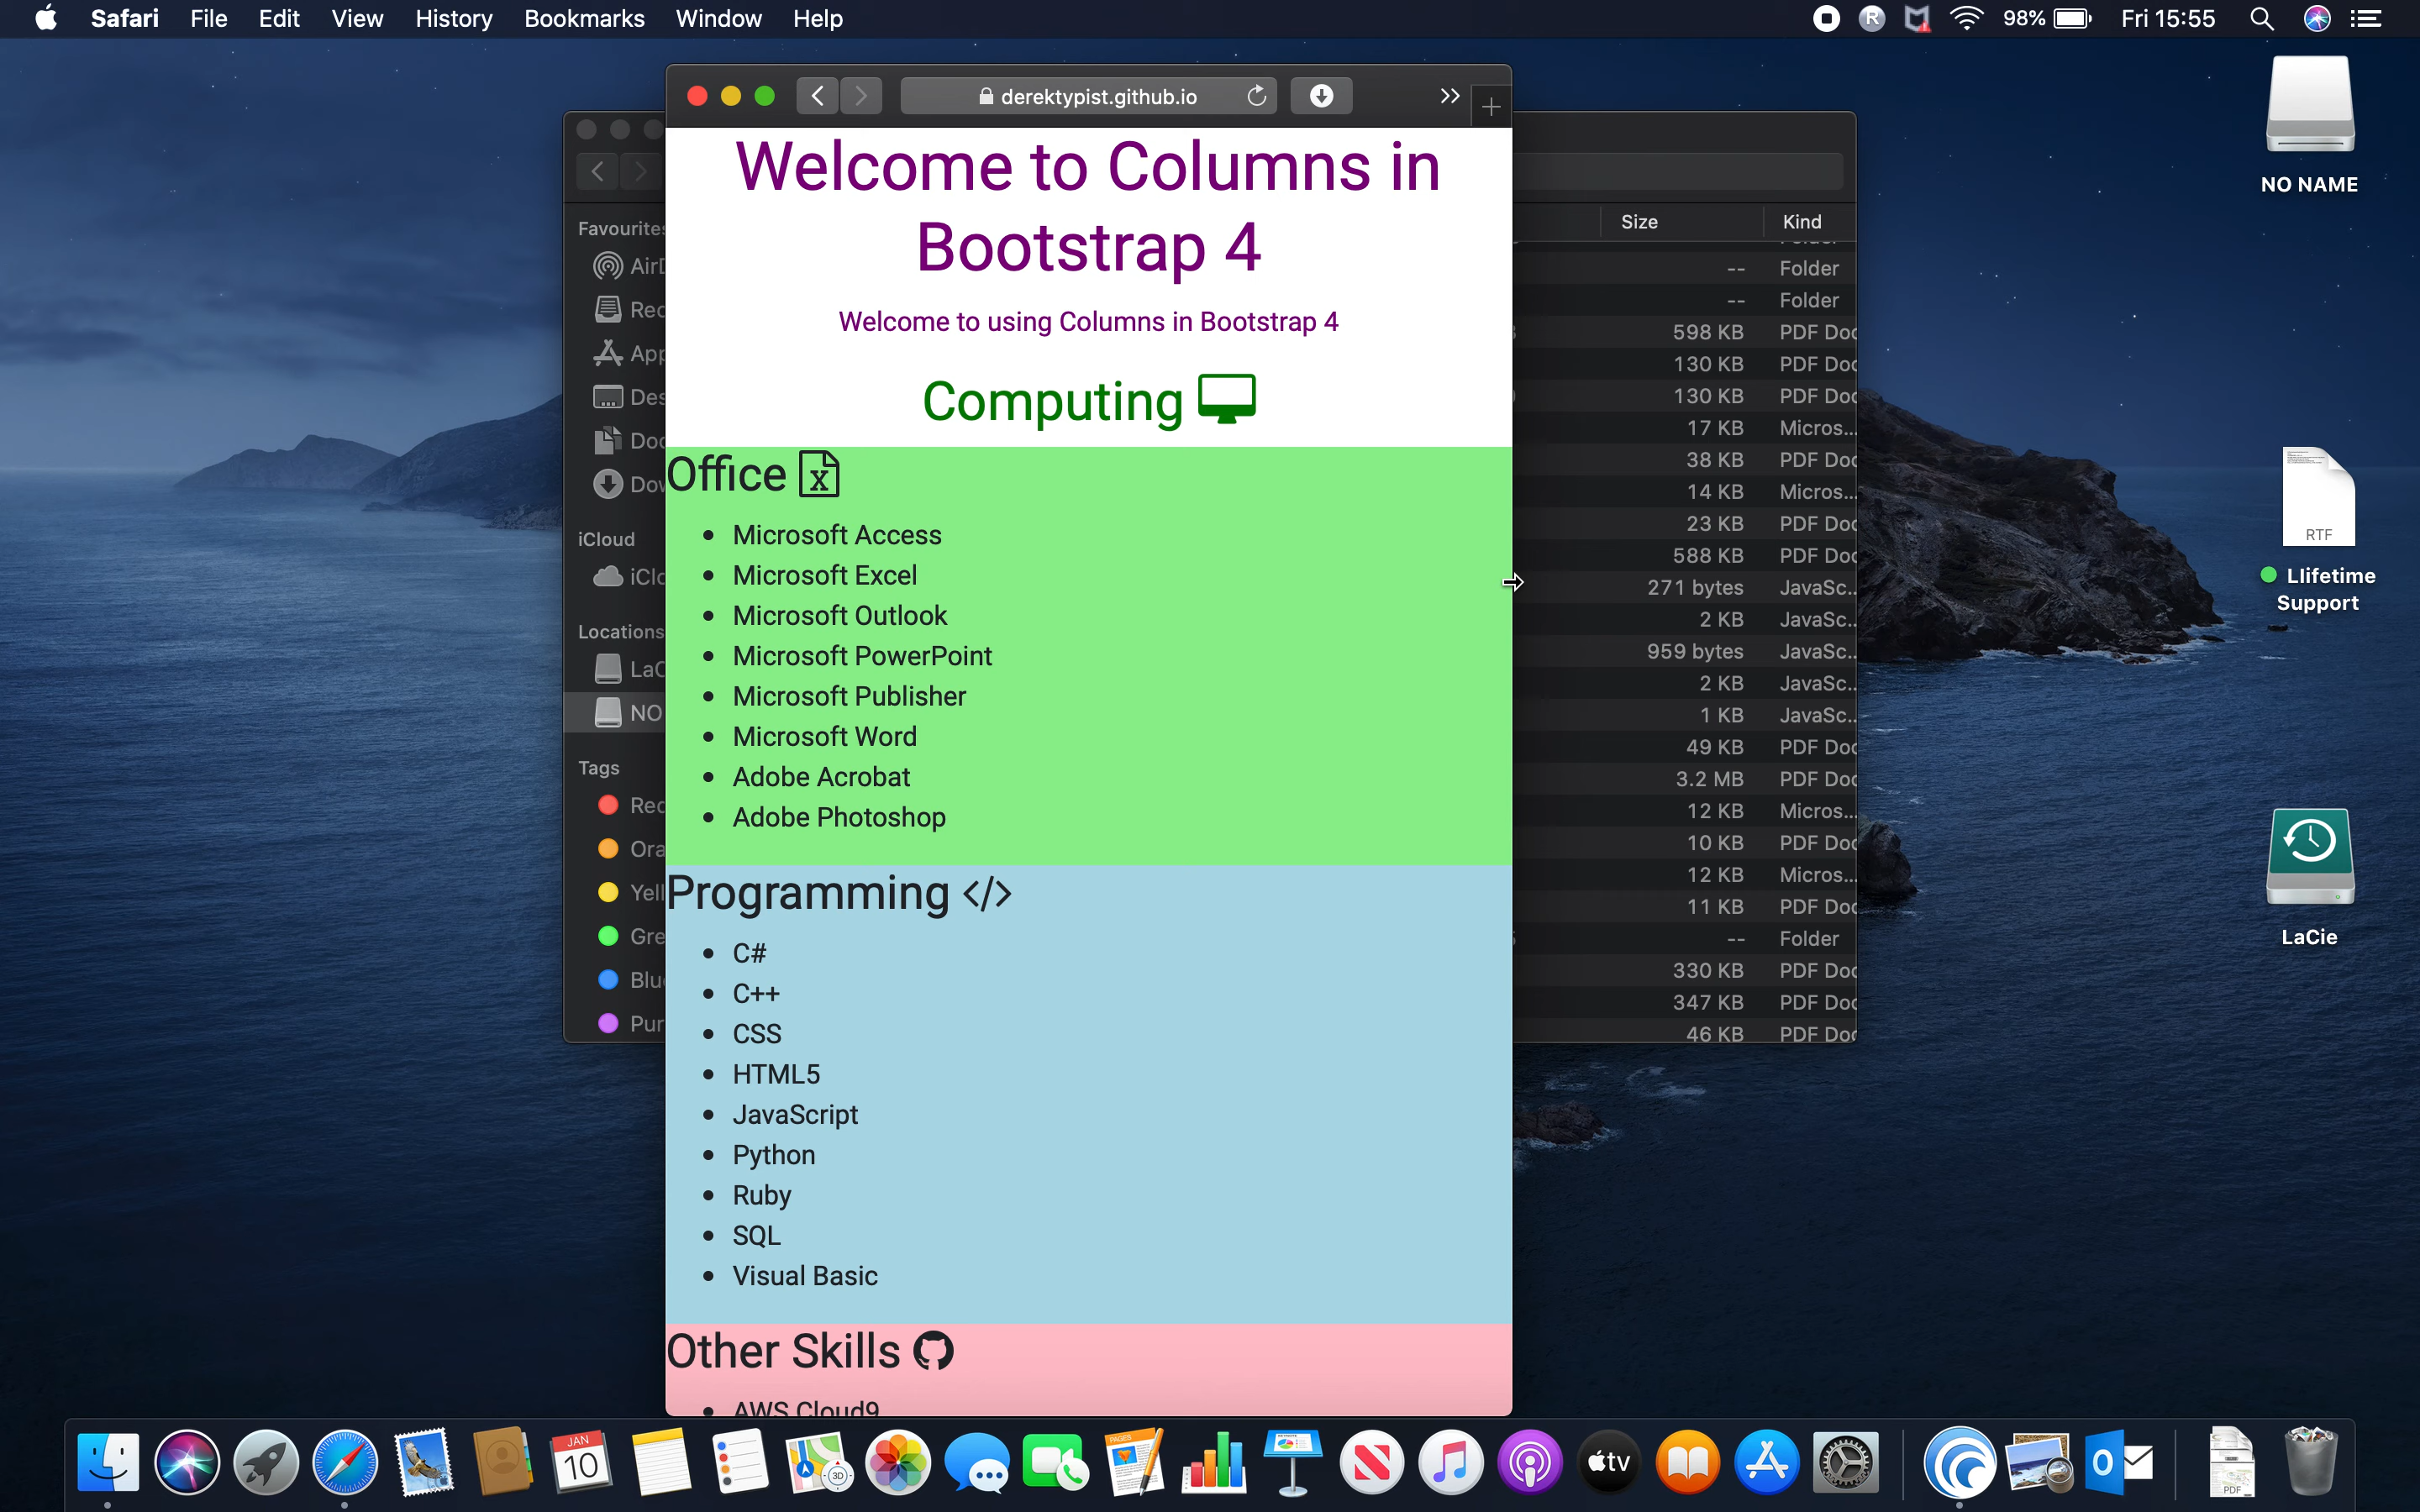 Safari File Edit View History Bookmarks Window Help
98% Fri 15:55
derektypist.github.io
Welcome to Columns in
Bootstrap 4
Welcome to using Columns in Bootstrap 4
Computing
Office
Microsoft Access
Microsoft Excel
Microsoft Outlook
Microsoft PowerPoint
Microsoft Publisher
Microsoft Word
Adobe Acrobat
Adobe Photoshop
Programming </>
C#
C++
CSS
HTML5
JavaScript
Python
Ruby
SQL
Visual Basic
Other Skills
AWS Cloud9
Favourites
iCloud
Locations
NO
Tags
Size Kind
-- Folder
-- Folder
598 KB PDF Doc
130 KB PDF Doc
130 KB PDF Doc
17 KB Micros...
38 KB PDF Doc
14 KB Micros...
23 KB PDF Doc
588 KB PDF Doc
271 bytes JavaSc...
2 KB JavaSc...
959 bytes JavaSc...
2 KB JavaSc...
1 KB JavaSc...
49 KB PDF Doc
3.2 MB PDF Doc
12 KB Micros...
10 KB PDF Doc
12 KB Micros...
11 KB PDF Doc
-- Folder
330 KB PDF Doc
347 KB PDF Doc
46 KB PDF Doc
NO NAME
RTF
LIifetime
Support
LaCie
JAN
10
3D
PAGES
tv
PDF